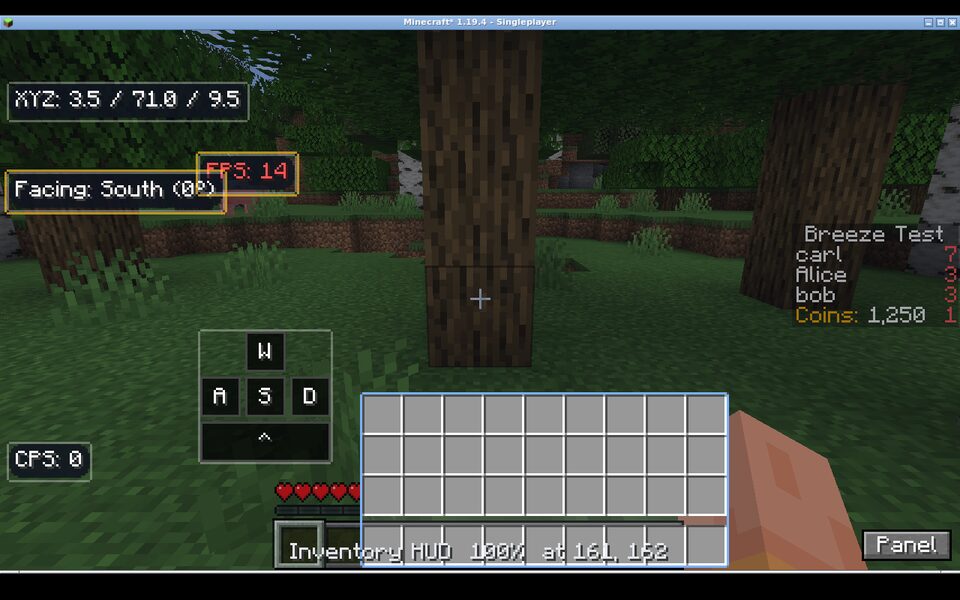 Minecraft* 1.19.4 - Singleplayer
XYZ: 3.5 / 71.0 / 9.5
FPS: 14
Facing: South (0º)
Breeze Test
carl 7
Alice 3
bob 3
Coins: 1,250 1
W
A S D
^
CPS: 0
Inventory HUD 100% at 161, 162
Panel